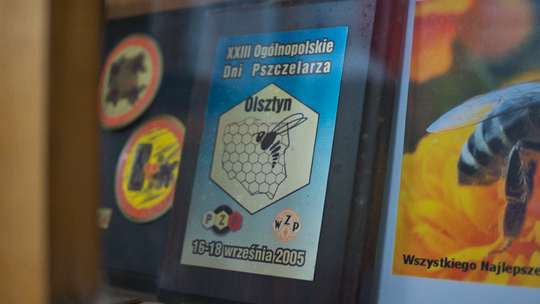 XXIII Ogólnopolskie
Dni Pszczelarza
Olsztyn
PZP
WZP
16-18 września 2005
Wszystkiego Najlepsze